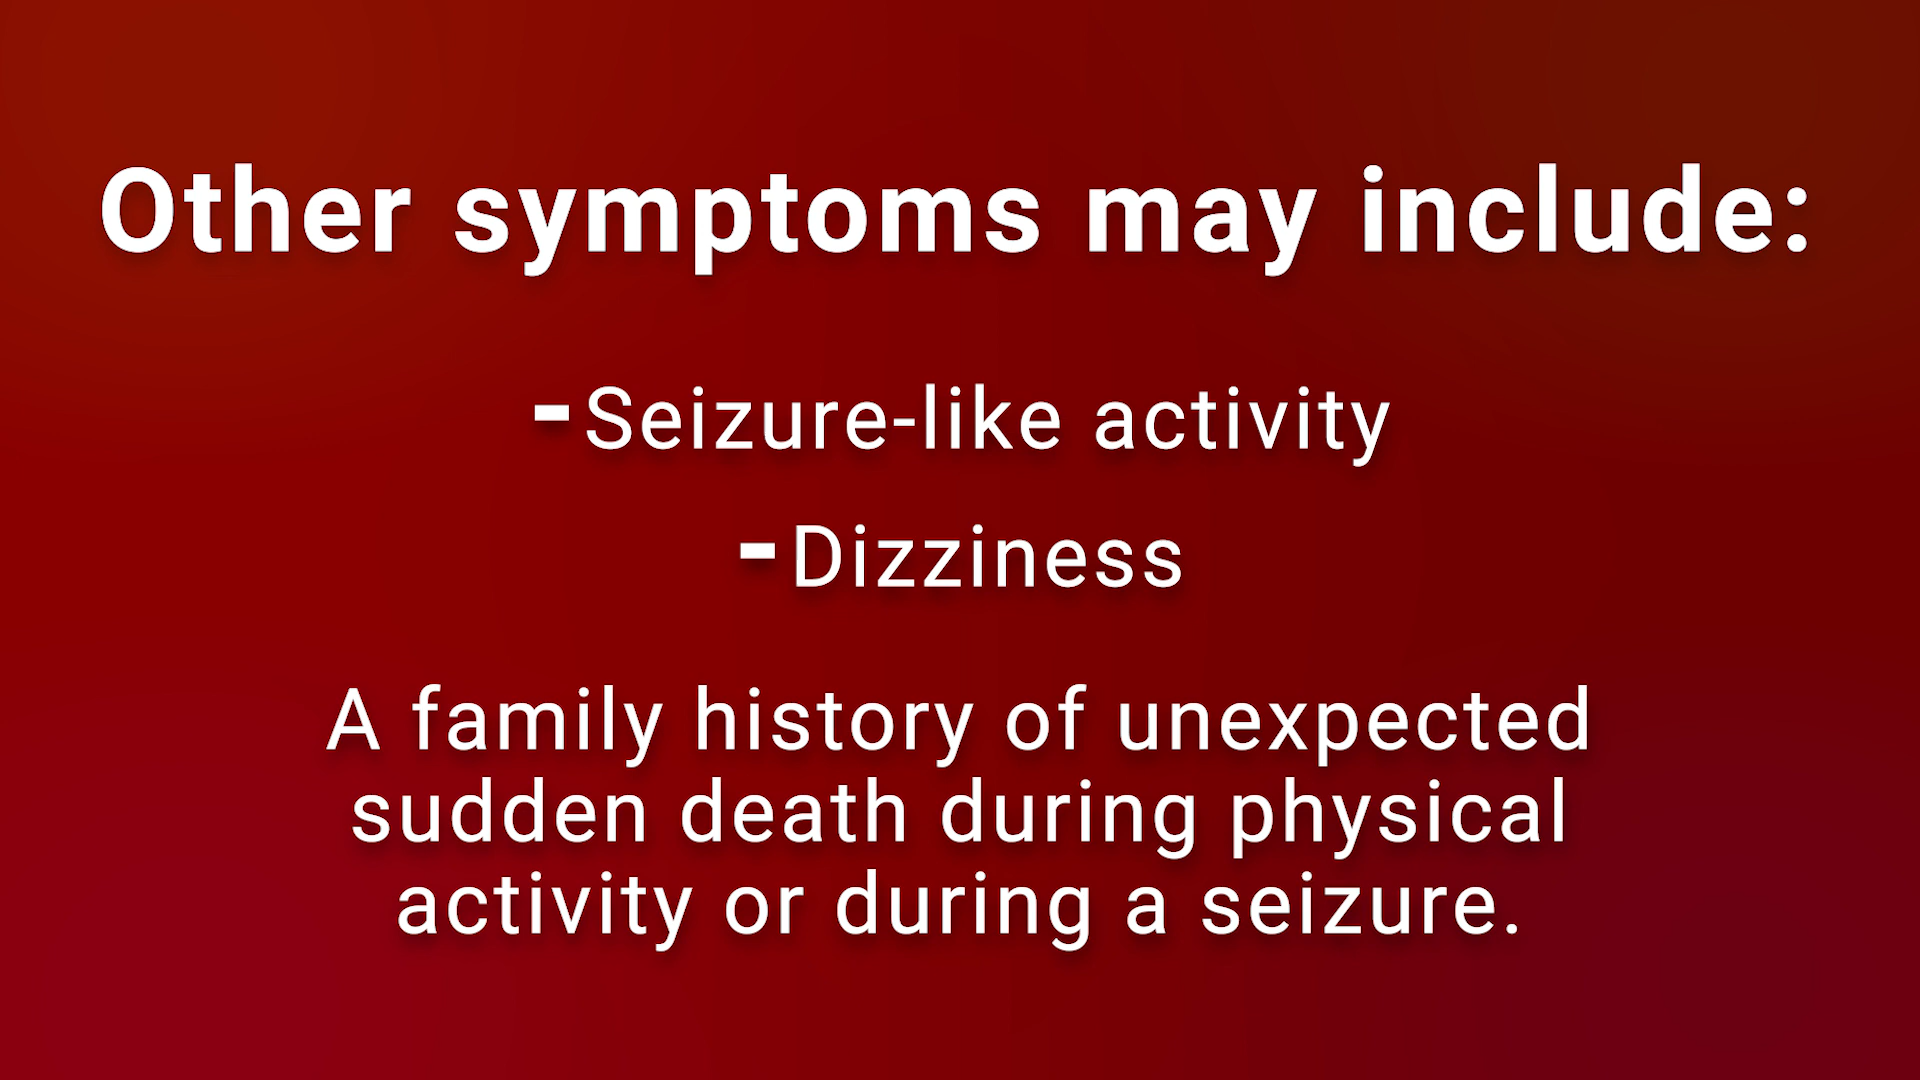 Other symptoms may include:
-Seizure-like activity
-Dizziness
A family history of unexpected
sudden death during physical
activity or during a seizure.